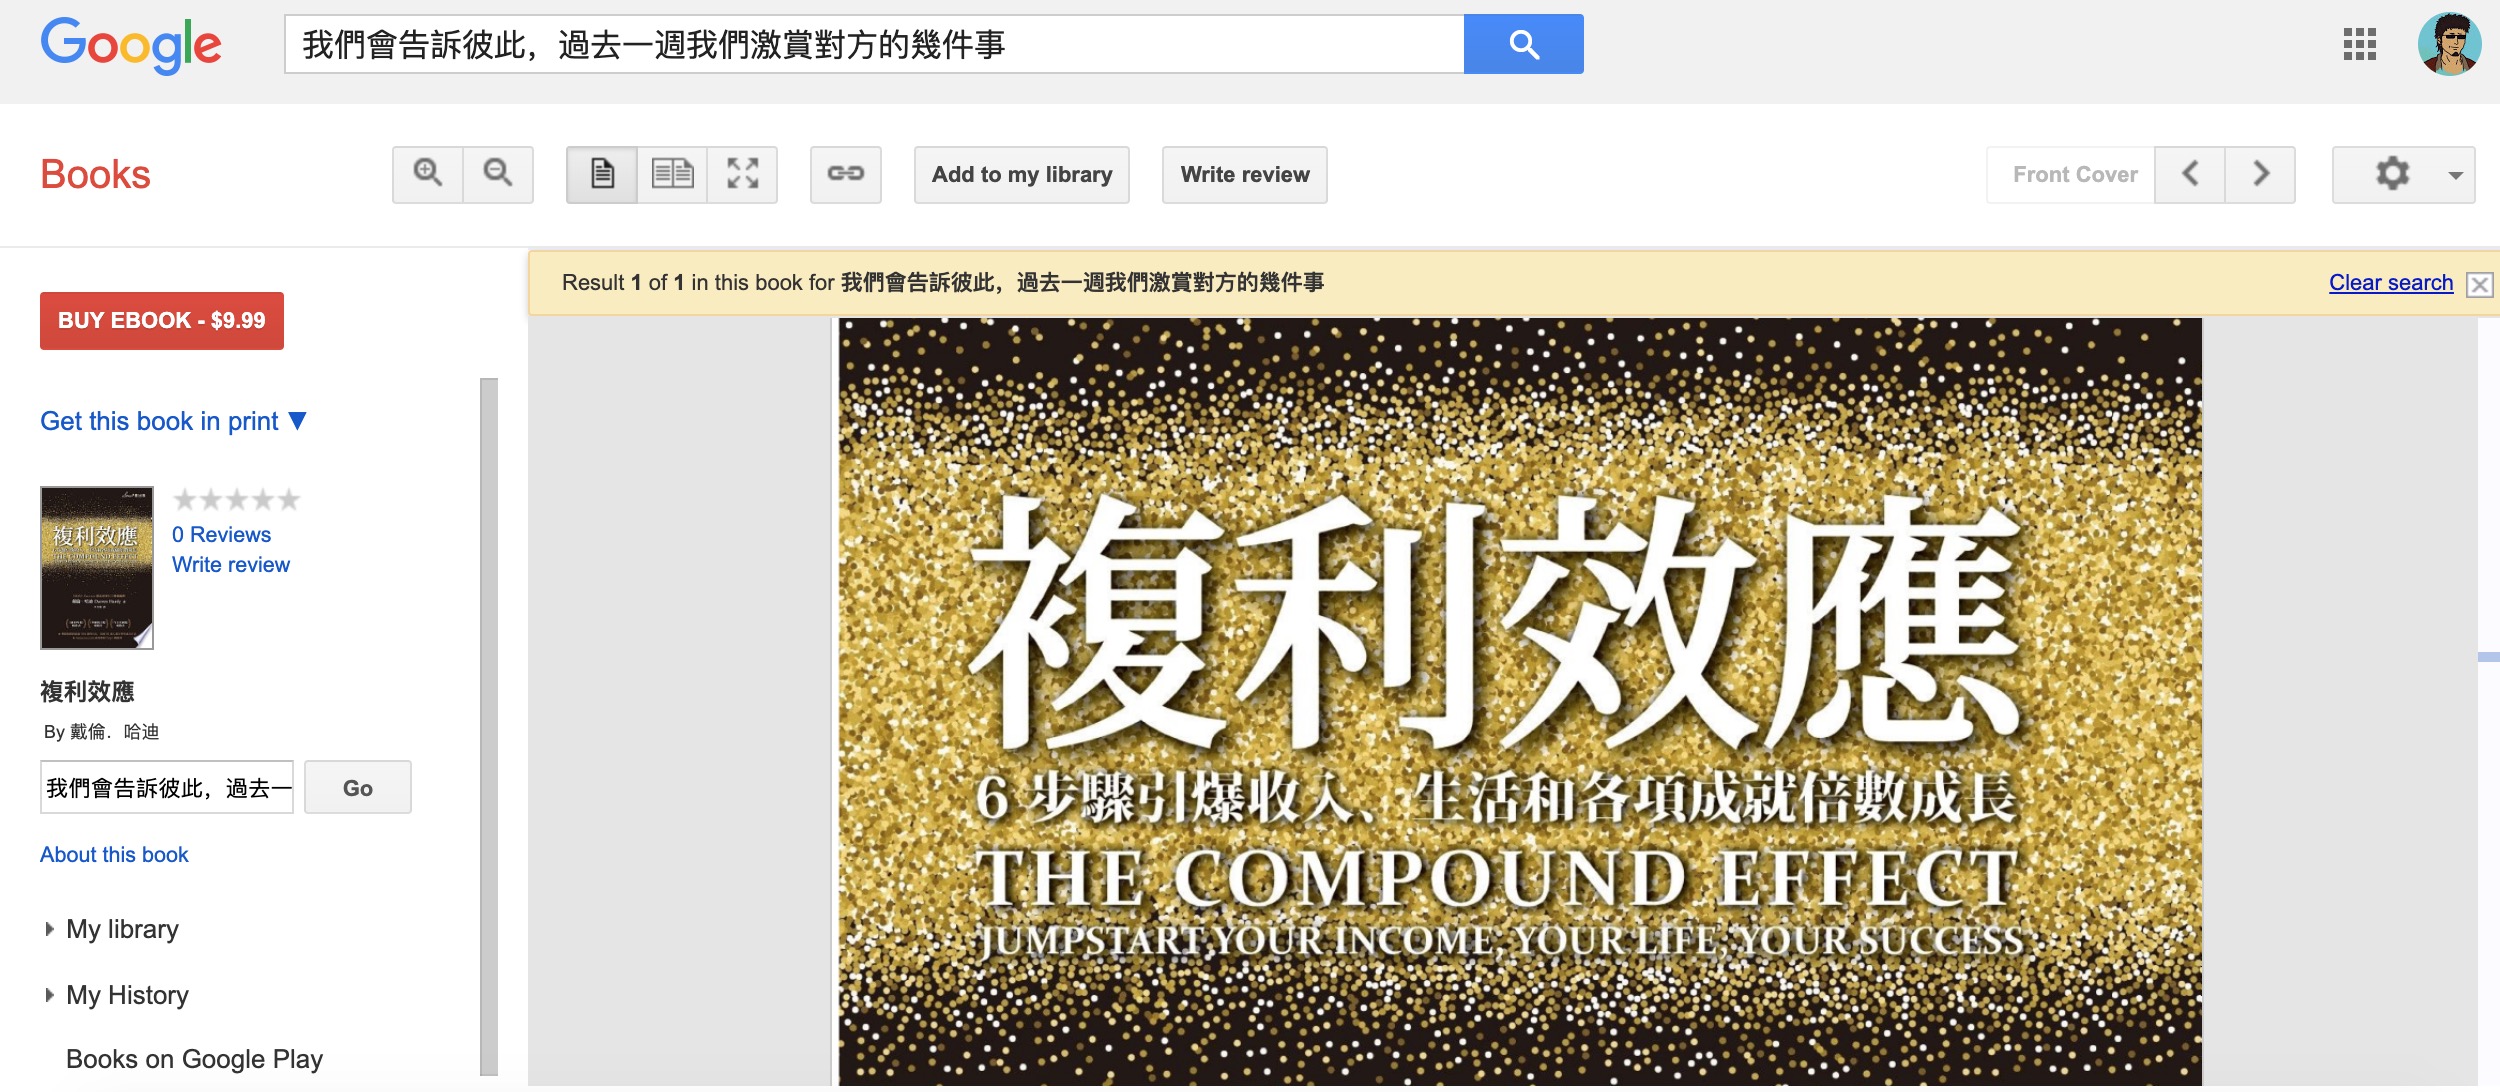 Google
我們會告訴彼此，過去一週我們激賞對方的幾件事
Books
Add to my library
Write review
Front Cover
Result 1 of 1 in this book for 我們會告訴彼此，過去一週我們激賞對方的幾件事
Clear search
BUY EBOOK - $9.99
Get this book in print ▼
複利效應
THE COMPOUND EFFECT
0 Reviews
Write review
複利效應
By 戴倫．哈迪
我們會告訴彼此，過去一
Go
About this book
My library
My History
Books on Google Play
複利效應
6 步驟引爆收入、生活和各項成就倍數成長
THE COMPOUND EFFECT
JUMPSTART YOUR INCOME, YOUR LIFE, YOUR SUCCESS